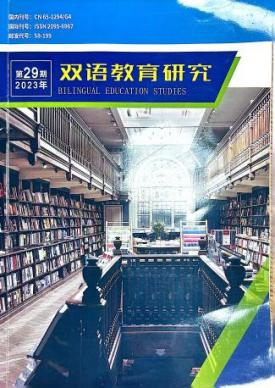 国内刊号：CN 65-1294/G4
国际刊号：ISSN 2095-6967
邮发代号：58-195
第29期
2023年
双语教育研究
BILINGUAL EDUCATION STUDIES